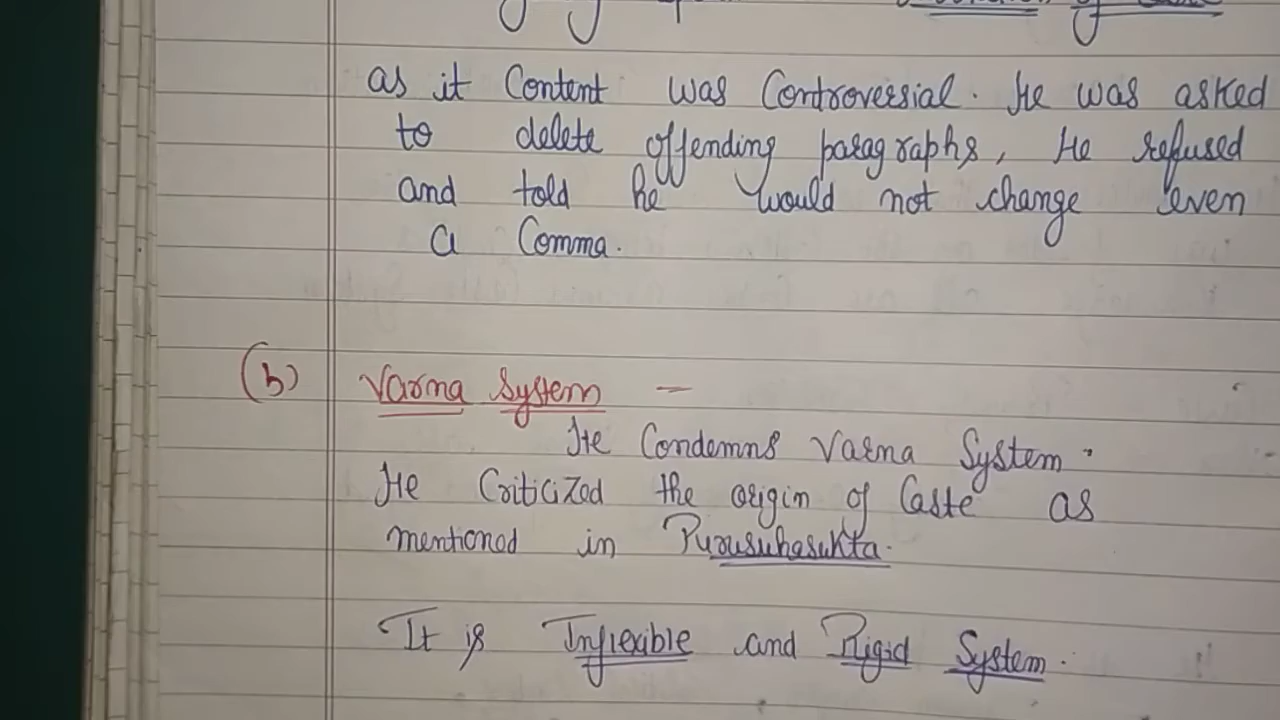 as it Content was Controversial. He was asked
to delete offending paragraphs, He refused
and told he would not change even
a Comma.
(b) Varna System —
He Condemns Varna System.
He Criticized the origin of Caste as
mentioned in Purusuhasukta.
It is Inflexible and Rigid System.